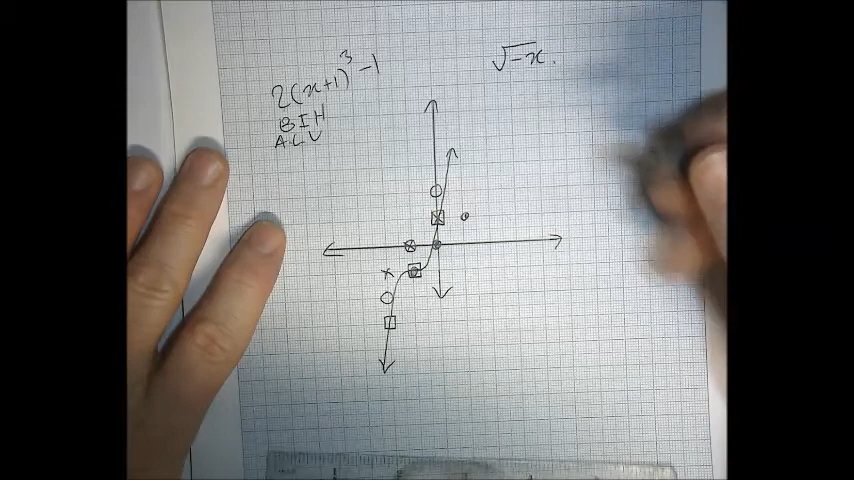 2(x+1)³-1
√-x.
BIH
ALV